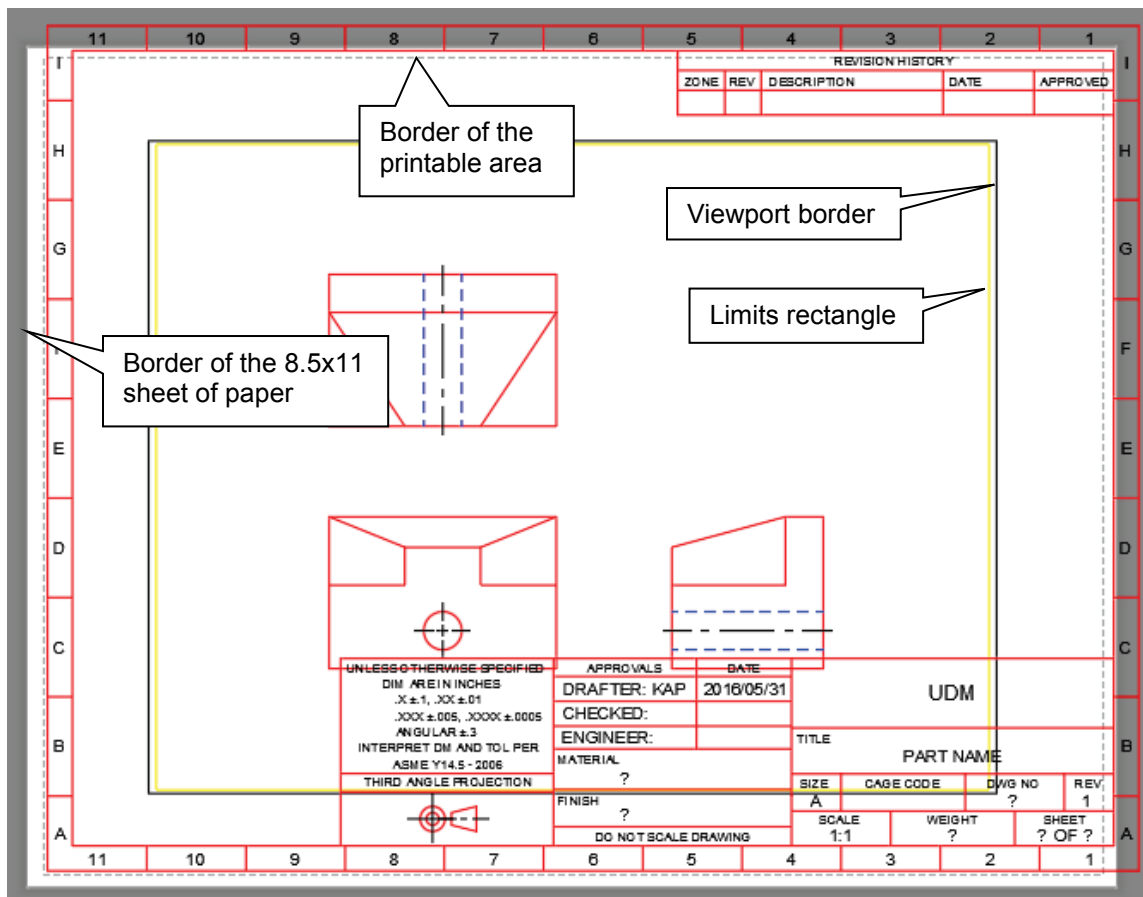 11 10 9 8 7 6 5 4 3 2 1
I REVISION HISTORY I
ZONE REV DESCRIPTION DATE APPROVED
Border of the
printable area
H H
Viewport border
G G
Limits rectangle
F
Border of the 8.5x11
sheet of paper
E E
D D
C C
UNLESS OTHERWISE SPECIFIED
DIM ARE IN INCHES
.X ±.1, .XX ±.01
.XXX ±.005, .XXXX ±.0005
ANGULAR ±.3
INTERPRET DIM AND TOL PER
ASME Y14.5 - 2006
THIRD ANGLE PROJECTION
APPROVALS DATE
DRAFTER: KAP 2016/05/31
CHECKED:
ENGINEER:
MATERIAL
?
FINISH
?
DO NOT SCALE DRAWING
UDM
TITLE
PART NAME
SIZE CAGE CODE DWG NO REV
A ? 1
SCALE WEIGHT SHEET
1:1 ? ? OF ?
B B
A A
11 10 9 8 7 6 5 4 3 2 1